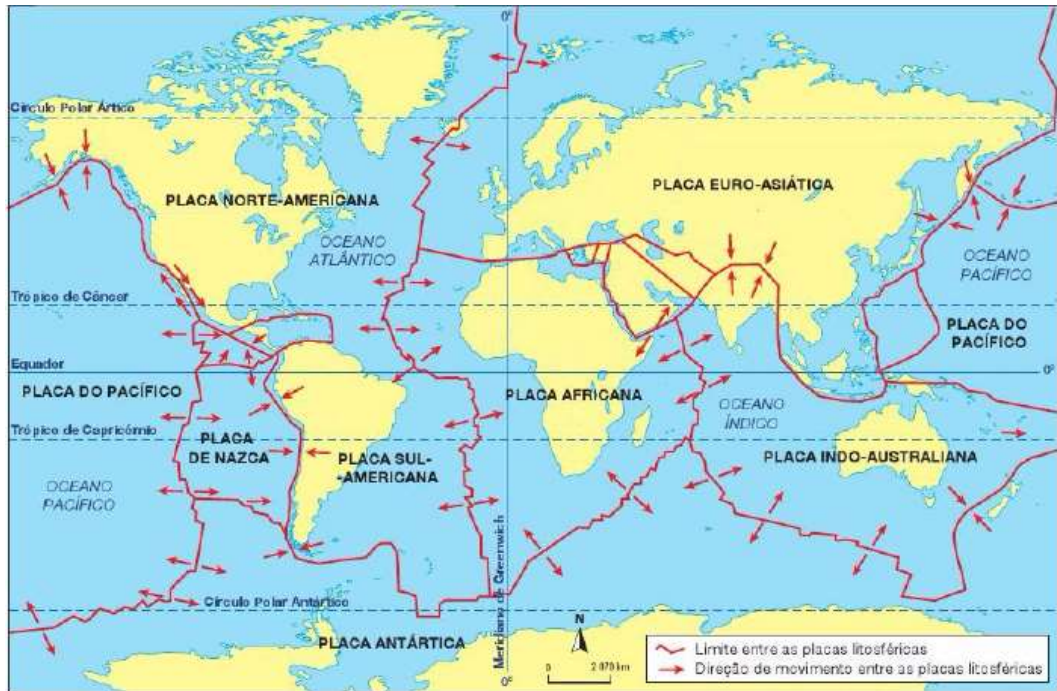 0°
Círculo Polar Ártico
PLACA NORTE-AMERICANA
PLACA EURO-ASIÁTICA
OCEANO
ATLÂNTICO
OCEANO
PACÍFICO
Trópico de Câncer
PLACA DO
PACÍFICO
Equador
0°
PLACA DO PACÍFICO
PLACA AFRICANA
OCEANO
ÍNDICO
Trópico de Capricórnio
PLACA
DE NAZCA
PLACA SUL-
-AMERICANA
PLACA INDO-AUSTRALIANA
OCEANO
PACÍFICO
Meridiano de Greenwich
Círculo Polar Antártico
PLACA ANTÁRTICA
N
0 2 070 km
0°
Limite entre as placas litosféricas
Direção de movimento entre as placas litosféricas